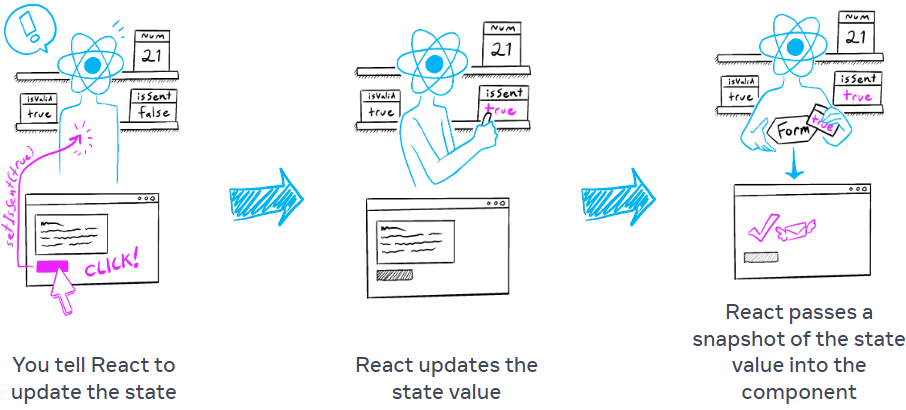 !
Num
21
isValid
true
isSent
false
setIsSent(true)
CLICK!
You tell React to
update the state
Num
21
isValid
true
isSent
true
React updates the
state value
Num
21
isValid
true
isSent
true
Form
true
React passes a
snapshot of the state
value into the
component